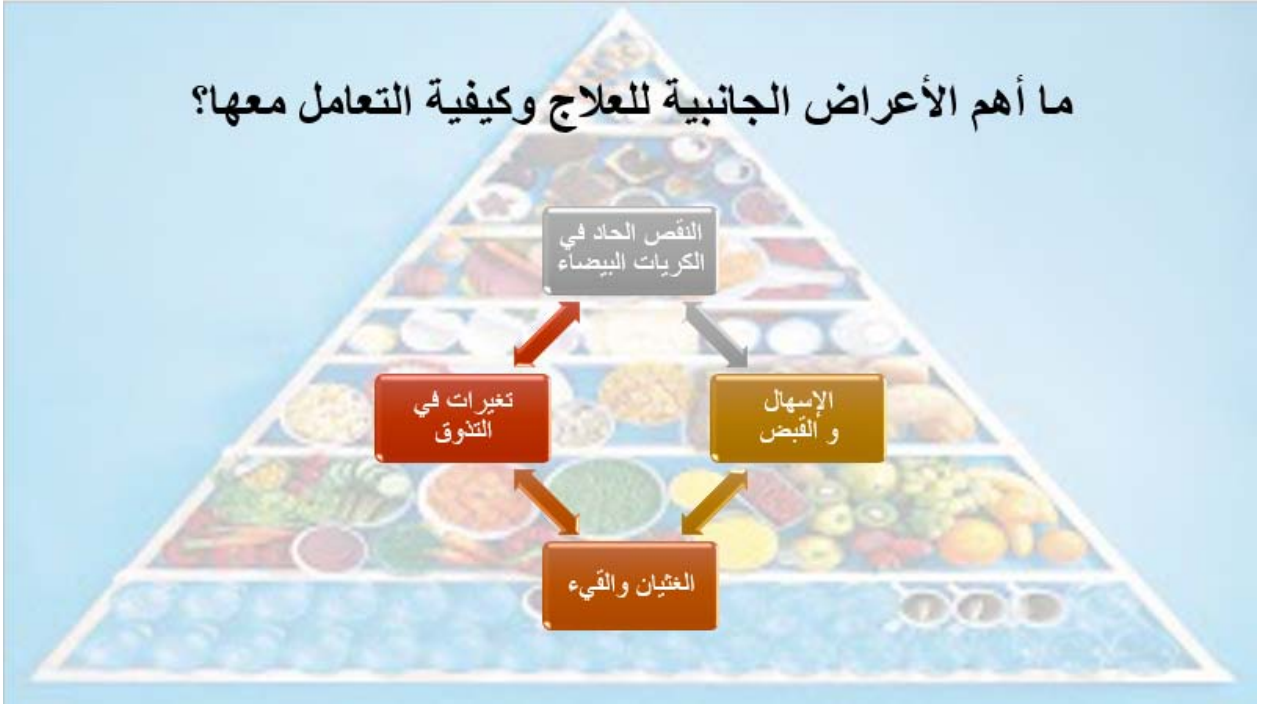 ما أهم الأعراض الجانبية للعلاج وكيفية التعامل معها؟
النقص الحاد في
الكريات البيضاء
الإسهال
و ألقبض
تغيرات في
التذوق
الغثيان والقيء